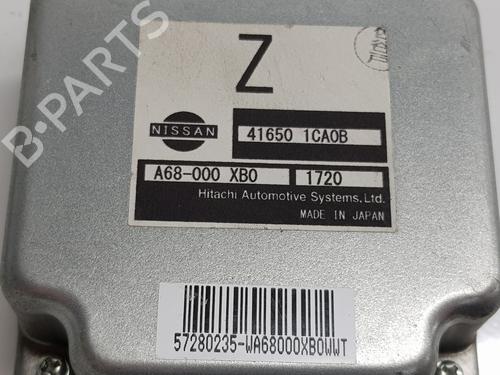 Z
NISSAN
41650 1CA0B
A68-000 XB0 1720
Hitachi Automotive Systems,Ltd.
MADE IN JAPAN
B-PARTS
57280235-WA68000XB0WWT